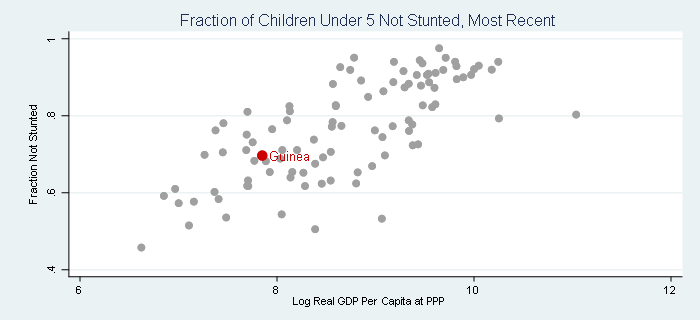 Fraction of Children Under 5 Not Stunted, Most Recent
Fraction Not Stunted
1
.8
.6
.4
Guinea
6
8
10
12
Log Real GDP Per Capita at PPP